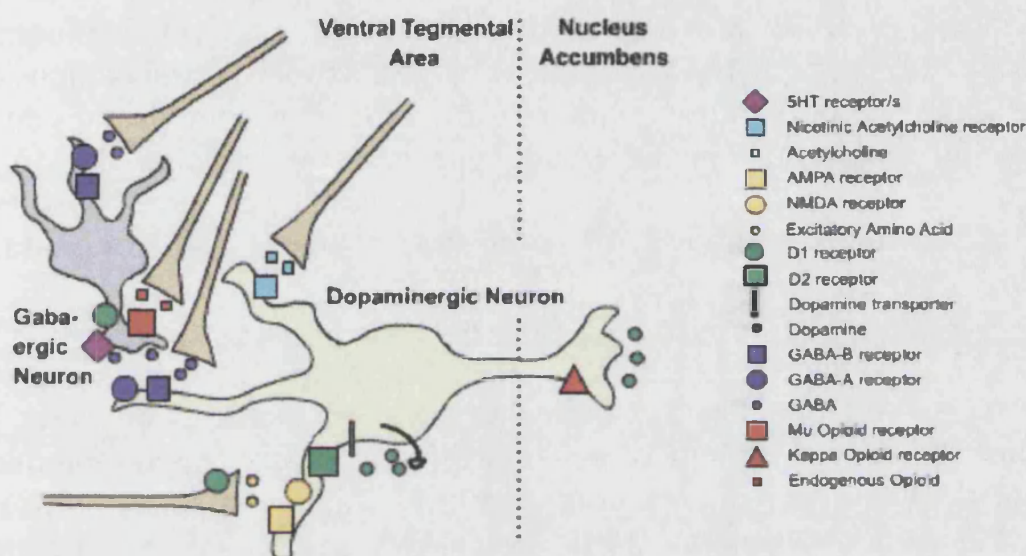 Ventral Tegmental
Area
Nucleus
Accumbens
5HT receptor/s
Nicotinic Acetylcholine receptor
Acetylcholine
AMPA receptor
NMDA receptor
Excitatory Amino Acid
D1 receptor
D2 receptor
Dopamine transporter
Dopamine
GABA-B receptor
GABA-A receptor
GABA
Mu Opioid receptor
Kappa Opioid receptor
Endogenous Opioid
Dopaminergic Neuron
Gaba-
ergic
Neuron